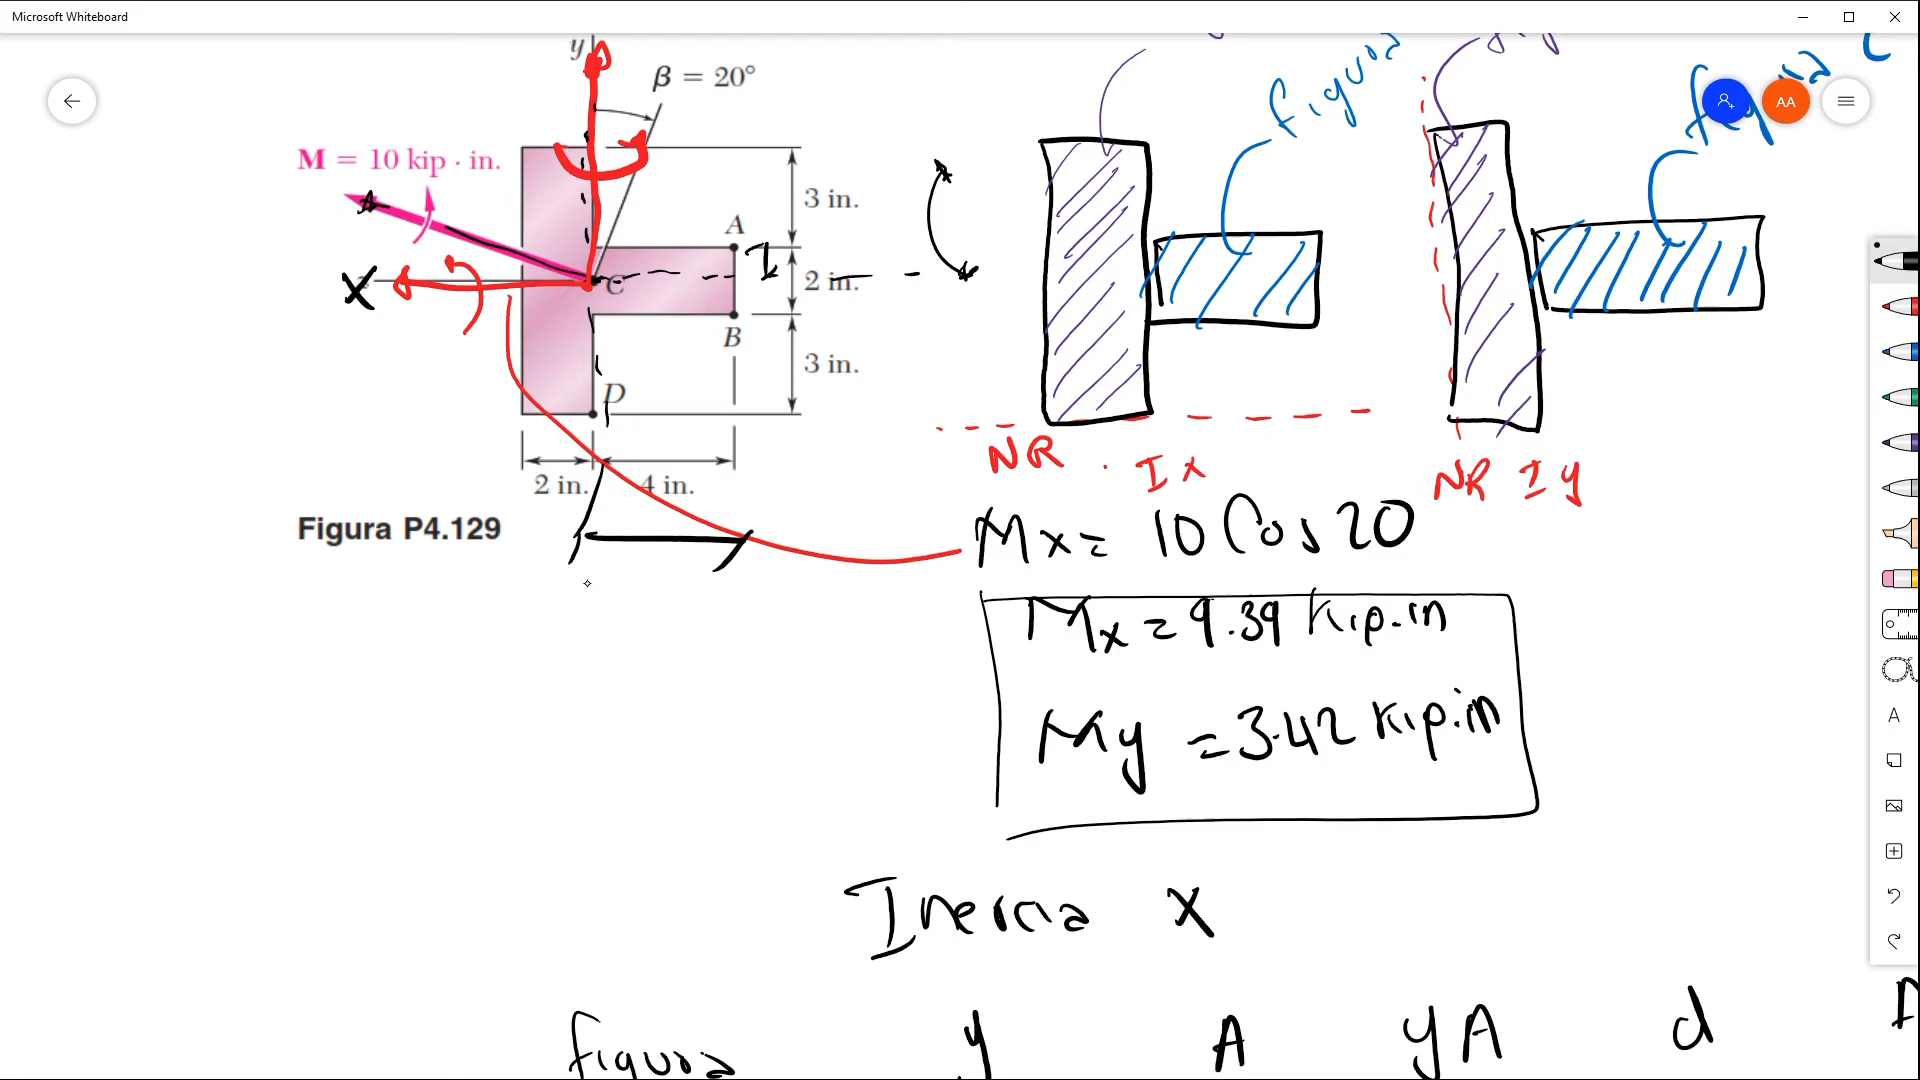 Microsoft Whiteboard
y
β = 20°
figura
figura
AA
M = 10 kip · in.
3 in.
A
X
C
I
2 in.
B
3 in.
D
2 in.
4 in.
NR
Ix
NR Iy
Figura P4.129
Mx = 10 Cos 20
Mx = 9.39 Kip.in
My = 3.42 Kip.in
A
Inercia X
figura y A yA d